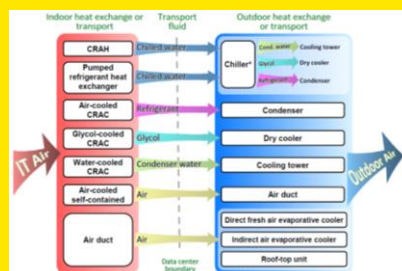 Indoor heat exchange or
transport
Transport
fluid
Outdoor heat exchange
or transport
CRAH
Chilled water
Pumped
refrigerant heat
exchanger
Chilled water
Chiller*
Cond. water
Cooling tower
Glycol
Dry cooler
Refrigerant
Condenser
Air-cooled
CRAC
Refrigerant
Condenser
Glycol-cooled
CRAC
Glycol
Dry cooler
Water-cooled
CRAC
Condenser water
Cooling tower
Air-cooled
self-contained
Air
Air duct
Air duct
Air
Direct fresh air evaporative cooler
Indirect air evaporative cooler
Roof-top unit
IT Air
Outdoor Air
Data center
boundary